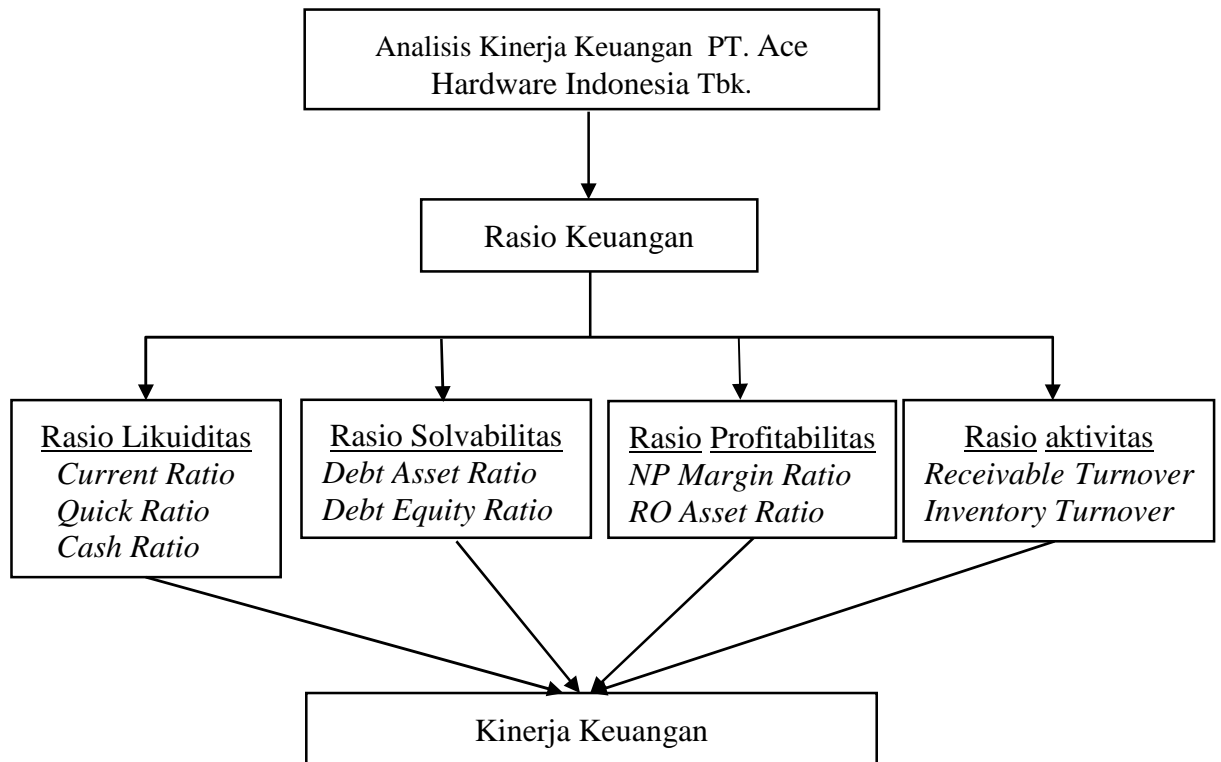 Analisis Kinerja Keuangan PT. Ace
Hardware Indonesia Tbk.
Rasio Keuangan
Rasio Likuiditas
Current Ratio
Quick Ratio
Cash Ratio
Rasio Solvabilitas
Debt Asset Ratio
Debt Equity Ratio
Rasio Profitabilitas
NP Margin Ratio
RO Asset Ratio
Rasio aktivitas
Receivable Turnover
Inventory Turnover
Kinerja Keuangan